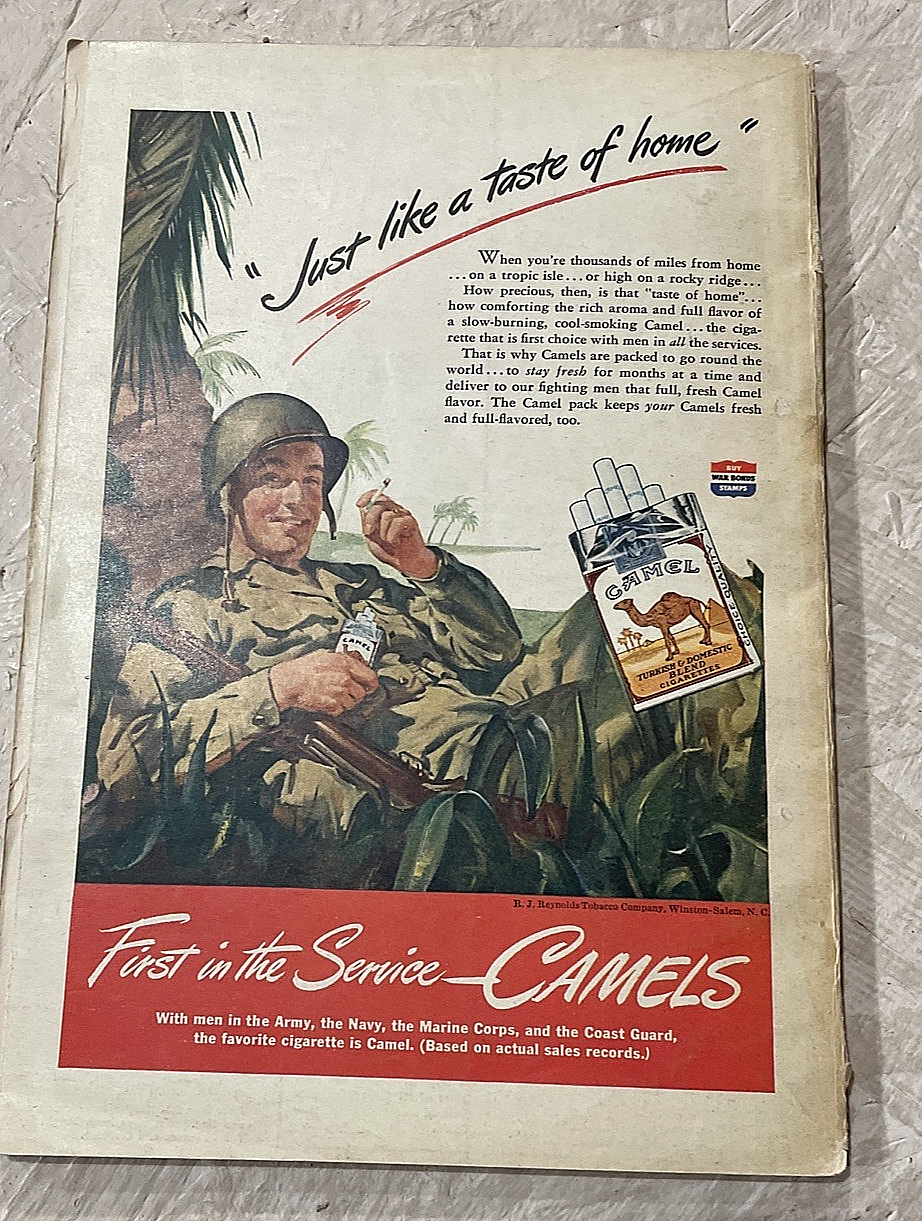 "Just like a taste of home"
When you're thousands of miles from home
...on a tropic isle...or high on a rocky ridge...
How precious, then, is that "taste of home"...
how comforting the rich aroma and full flavor of
a slow-burning, cool-smoking Camel...the ciga-
rette that is first choice with men in all the services.
That is why Camels are packed to go round the
world...to stay fresh for months at a time and
deliver to our fighting men that full, fresh Camel
flavor. The Camel pack keeps your Camels fresh
and full-flavored, too.
BUY
WAR BONDS
STAMPS
CAMEL
CHOICE QUALITY
TURKISH & DOMESTIC
BLEND
CIGARETTES
CAMEL
R. J. Reynolds Tobacco Company, Winston-Salem, N. C.
First in the Service—CAMELS
With men in the Army, the Navy, the Marine Corps, and the Coast Guard,
the favorite cigarette is Camel. (Based on actual sales records.)